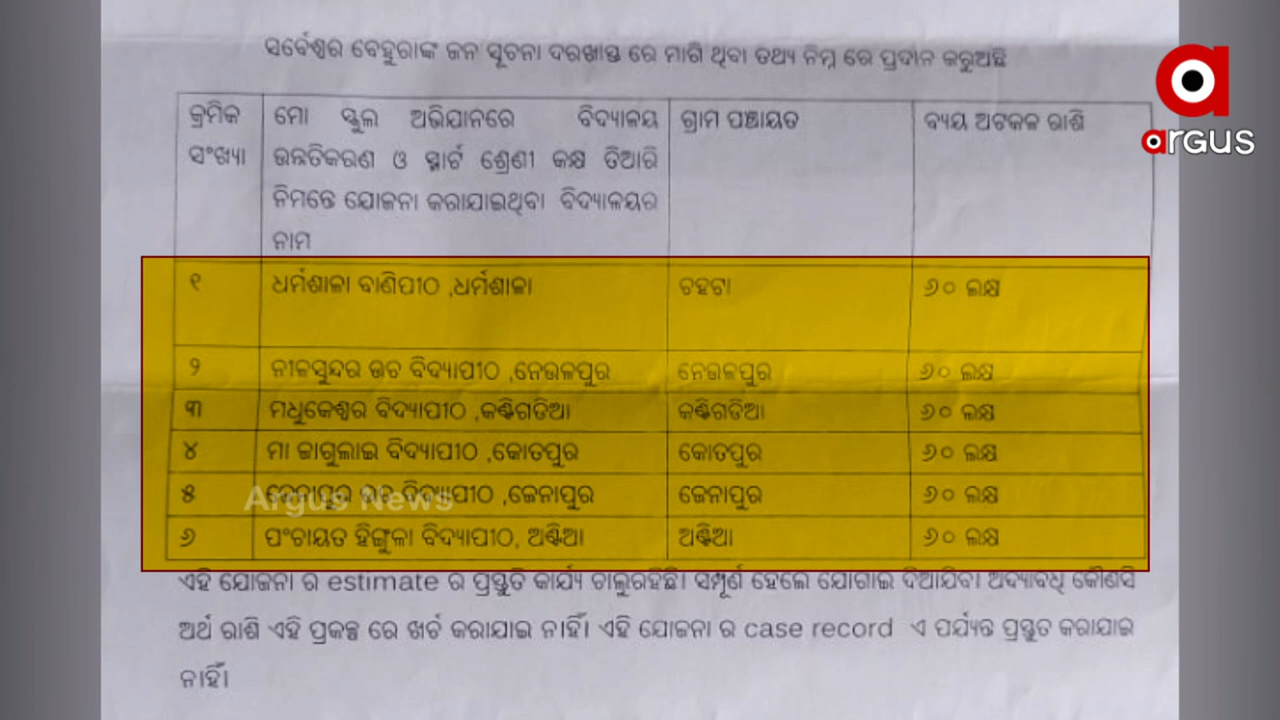 ସର୍ବେଶ୍ୱର ବେହୁରାଙ୍କ ଜନ ସୂଚନା ଦରଖାସ୍ତ ରେ ମାଗି ଥିବା ତଥ୍ୟ ନିମ୍ନ ରେ ପ୍ରଦାନ କରୁଅଛି
a
argus
କ୍ରମିକ ମୋ ସ୍କୁଲ ଅଭିଯାନରେ ବିଦ୍ୟାଳୟ ଗ୍ରାମ ପଞ୍ଚାୟତ ବ୍ୟୟ ଅଟକଳ ରାଶି
ସଂଖ୍ୟା ଉନ୍ନତିକରଣ ଓ ସ୍ମାର୍ଟ ଶ୍ରେଣୀ କକ୍ଷ ତିଆରି
ନିମନ୍ତେ ଯୋଜନା କରାଯାଇଥିବା ବିଦ୍ୟାଳୟର
ନାମ
୧ ଧର୍ମଶାଳା ବାଣିପୀଠ ,ଧର୍ମଶାଳା ଚହଟା ୬୦ ଲକ୍ଷ
୨ ନୀଳସୁନ୍ଦର ଉଚ ବିଦ୍ୟାପୀଠ ,ନେଉଳପୁର ନେଉଳପୁର ୬୦ ଲକ୍ଷ
୩ ମଧୁକେଶ୍ୱର ବିଦ୍ୟାପୀଠ ,କଣ୍ଟିଗଡିଆ କଣ୍ଟିଗଡିଆ ୬୦ ଲକ୍ଷ
୪ ମା ଜାଗୁଲାଇ ବିଦ୍ୟାପୀଠ ,କୋତପୁର କୋତପୁର ୬୦ ଲକ୍ଷ
୫ ଜେନାପୁର ଉଚ ବିଦ୍ୟାପୀଠ ,ଜେନାପୁର ଜେନାପୁର ୬୦ ଲକ୍ଷ
Argus News
୬ ପଂଚାୟତ ହିଙ୍ଗୁଳା ବିଦ୍ୟାପୀଠ, ଅଣ୍ଟିଆ ଅଣ୍ଟିଆ ୬୦ ଲକ୍ଷ
ଏହି ଯୋଜନା ର estimate ର ପ୍ରସ୍ତୁତି କାର୍ଯ୍ୟ ଚାଲୁରହିଛି। ସମ୍ପୂର୍ଣ ହେଲେ ଯୋଗାଇ ଦିଆଯିବ। ଅଦ୍ୟାବଧି କୌଣସି
ଅର୍ଥ ରାଶି ଏହି ପ୍ରକଳ୍ପ ରେ ଖର୍ଚ କରାଯାଇ ନାହିଁ। ଏହି ଯୋଜନା ର case record ଏ ପର୍ଯ୍ୟନ୍ତ ପ୍ରସ୍ତୁତ କରାଯାଇ
ନାହିଁ।